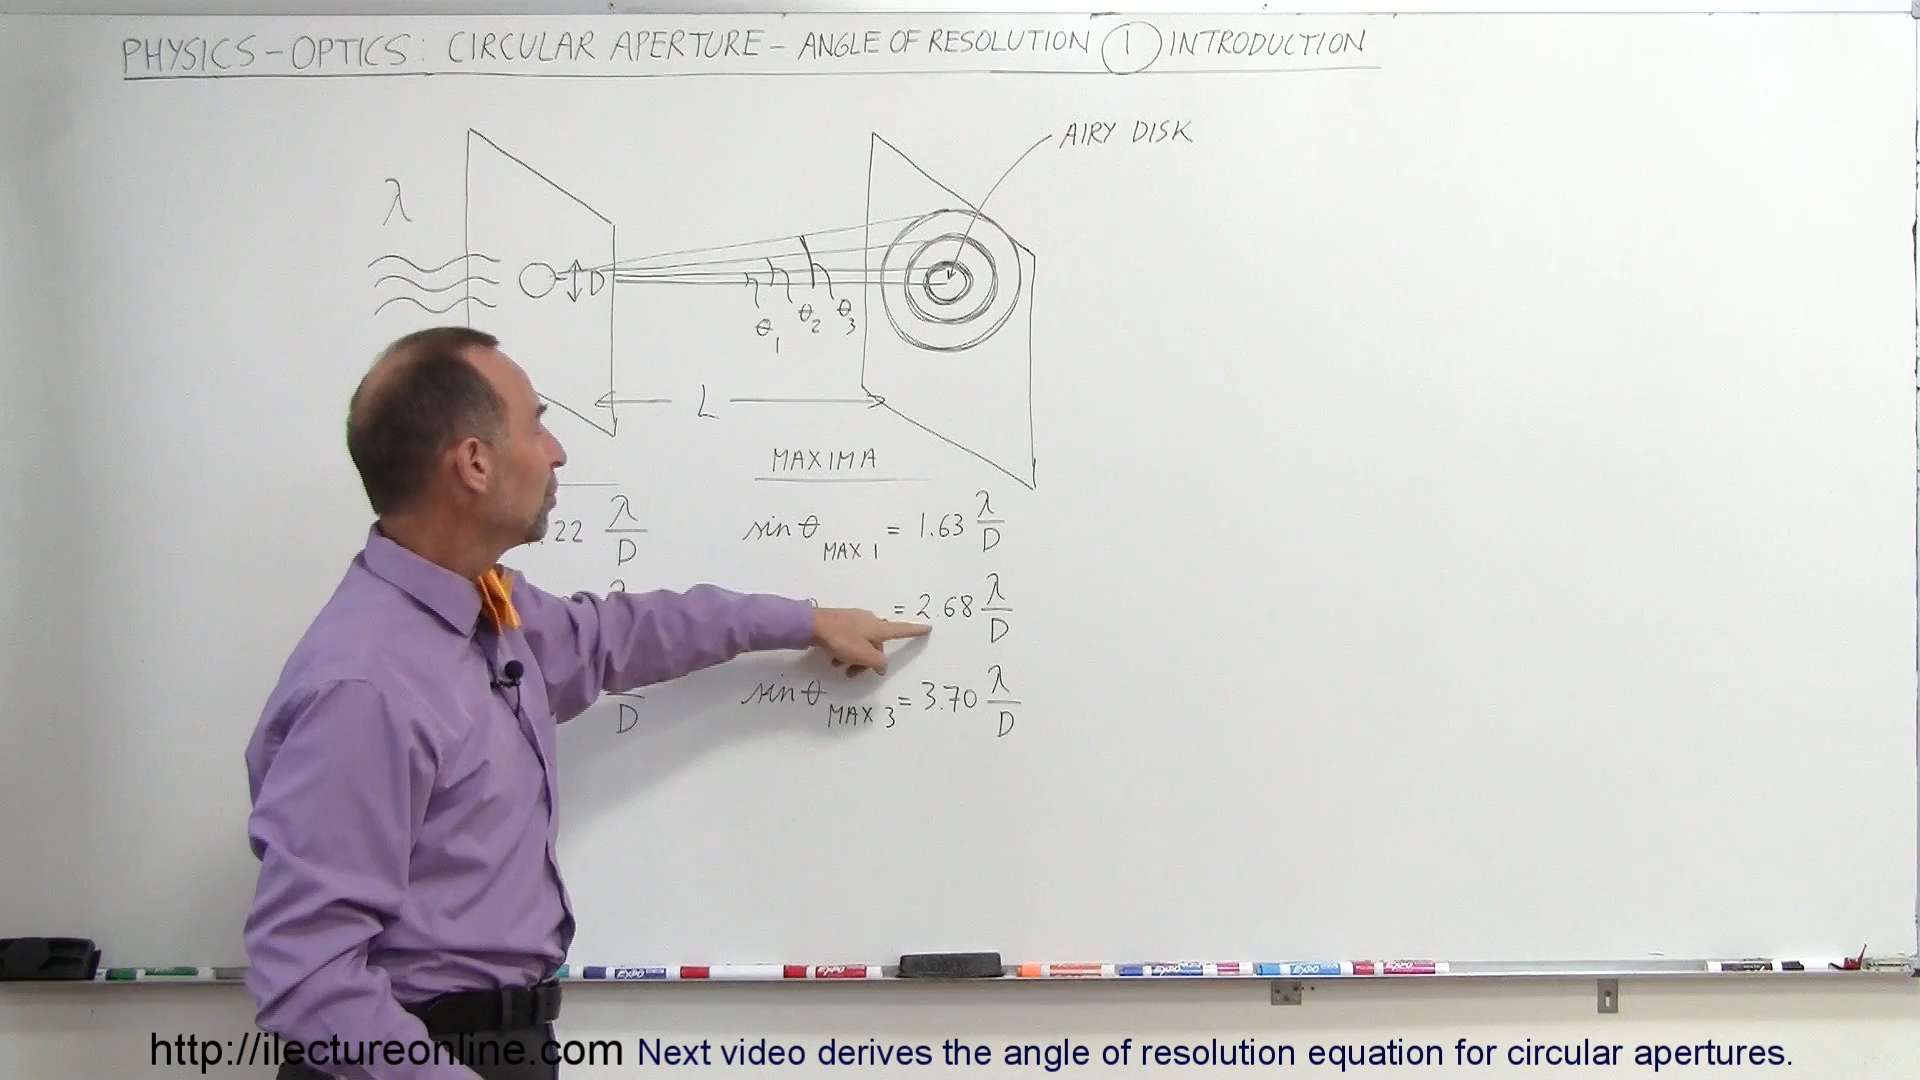 PHYSICS-OPTICS: CIRCULAR APERTURE - ANGLE OF RESOLUTION ① INTRODUCTION
AIRY DISK
λ
D
θ₁ θ₂ θ₃
L
MAXIMA
.22 λ/D
sin θ MAX 1 = 1.63 λ/D
= 2.68 λ/D
D
sin θ MAX 3 = 3.70 λ/D
http://ilectureonline.com Next video derives the angle of resolution equation for circular apertures.